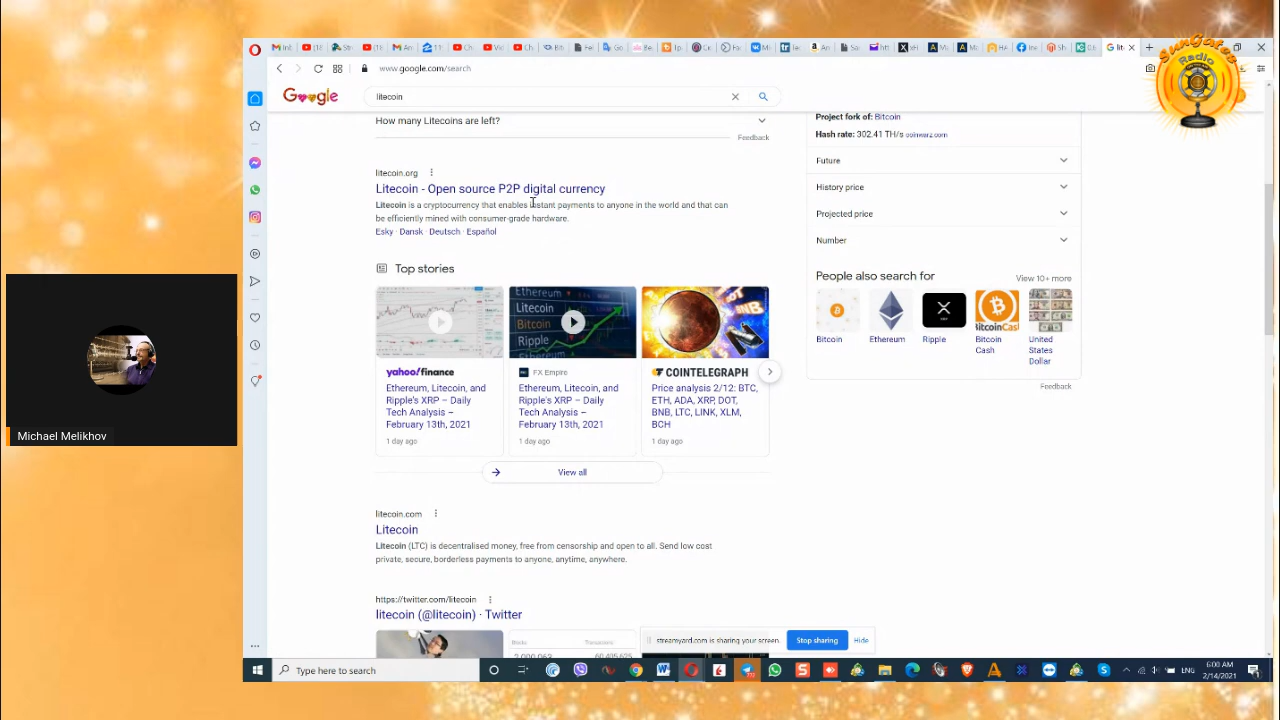 www.google.com/search
Google
litecoin
SunGates
Radio
How many Litecoins are left?
Feedback
litecoin.org
Litecoin - Open source P2P digital currency
Litecoin is a cryptocurrency that enables instant payments to anyone in the world and that can
be efficiently mined with consumer-grade hardware.
Esky · Dansk · Deutsch · Español
Top stories
Ethereum
Litecoin
Bitcoin
Ripple
yahoo!finance
Ethereum, Litecoin, and
Ripple's XRP – Daily
Tech Analysis –
February 13th, 2021
1 day ago
FX Empire
Ethereum, Litecoin, and
Ripple's XRP – Daily
Tech Analysis –
February 13th, 2021
1 day ago
COINTELEGRAPH
Price analysis 2/12: BTC,
ETH, ADA, XRP, DOT,
BNB, LTC, LINK, XLM,
BCH
1 day ago
View all
litecoin.com
Litecoin
Litecoin (LTC) is decentralised money, free from censorship and open to all. Send low cost
private, secure, borderless payments to anyone, anytime, anywhere.
https://twitter.com/litecoin
litecoin (@litecoin) · Twitter
Project fork of: Bitcoin
Hash rate: 302.41 TH/s coinwarz.com
Future
History price
Projected price
Number
People also search for
View 10+ more
Bitcoin
Ethereum
Ripple
Bitcoin
Cash
United
States
Dollar
Feedback
Michael Melikhov
streamyard.com is sharing your screen.
Stop sharing
Hide
Type here to search
ENG
6:00 AM
2/14/2021